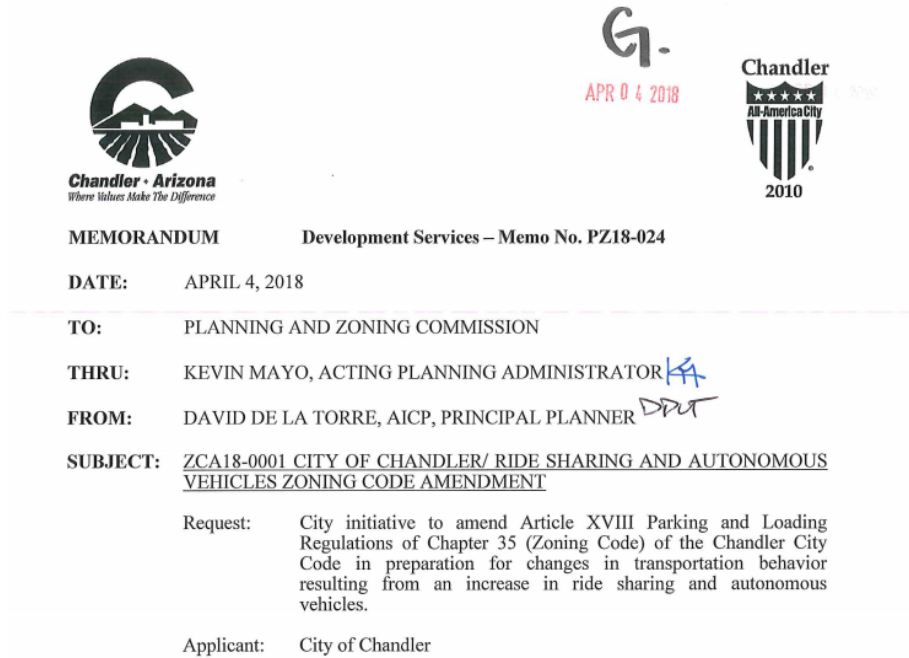 G.
APR 0 4 2018
Chandler
All-America City
2010
Chandler • Arizona
Where Values Make The Difference
MEMORANDUM Development Services – Memo No. PZ18-024
DATE: APRIL 4, 2018
TO: PLANNING AND ZONING COMMISSION
THRU: KEVIN MAYO, ACTING PLANNING ADMINISTRATOR
FROM: DAVID DE LA TORRE, AICP, PRINCIPAL PLANNER
SUBJECT: ZCA18-0001 CITY OF CHANDLER/ RIDE SHARING AND AUTONOMOUS
VEHICLES ZONING CODE AMENDMENT
Request: City initiative to amend Article XVIII Parking and Loading
Regulations of Chapter 35 (Zoning Code) of the Chandler City
Code in preparation for changes in transportation behavior
resulting from an increase in ride sharing and autonomous
vehicles.
Applicant: City of Chandler